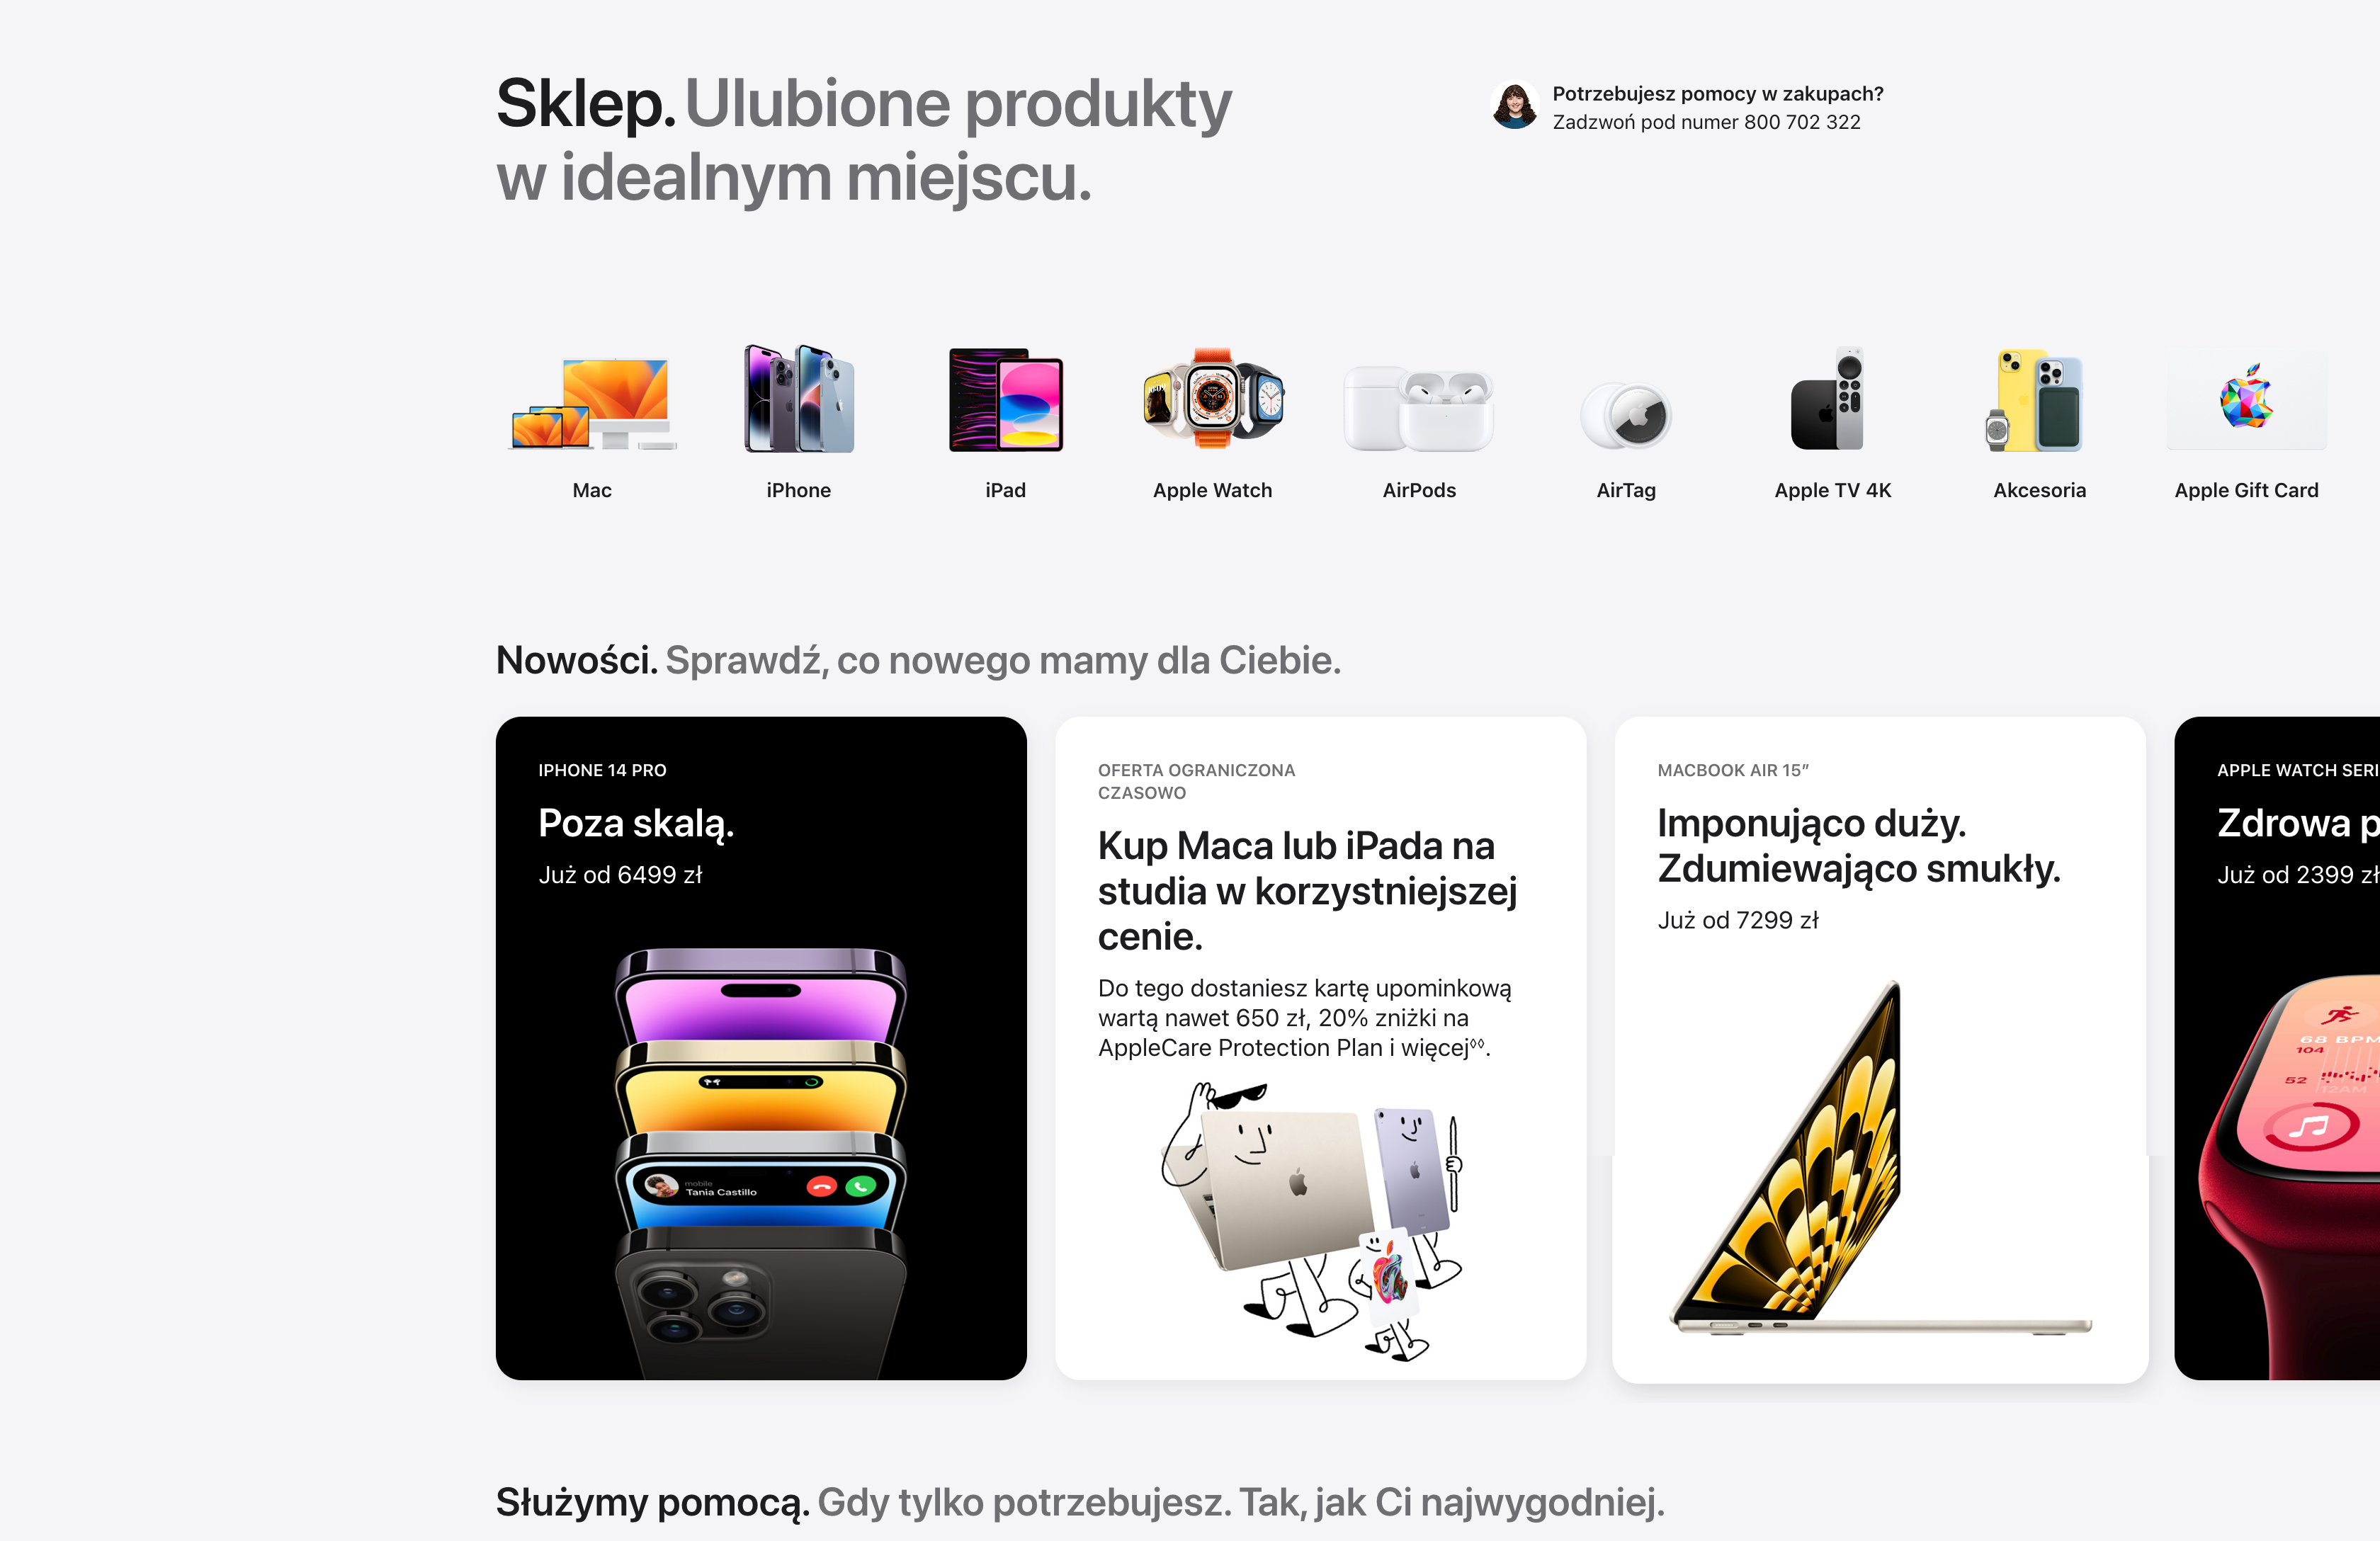 Sklep. Ulubione produkty
w idealnym miejscu.
Potrzebujesz pomocy w zakupach?
Zadzwoń pod numer 800 702 322
Mac
iPhone
iPad
Apple Watch
AirPods
AirTag
Apple TV 4K
Akcesoria
Apple Gift Card
Nowości. Sprawdź, co nowego mamy dla Ciebie.
IPHONE 14 PRO
Poza skalą.
Już od 6499 zł
mobile
Tania Castillo
OFERTA OGRANICZONA
CZASOWO
Kup Maca lub iPada na
studia w korzystniejszej
cenie.
Do tego dostaniesz kartę upominkową
wartą nawet 650 zł, 20% zniżki na
AppleCare Protection Plan i więcej◊◊.
MACBOOK AIR 15”
Imponująco duży.
Zdumiewająco smukły.
Już od 7299 zł
APPLE WATCH SERI
Zdrowa p
Już od 2399 zł
68 BPM
104
52
12AM
Służymy pomocą. Gdy tylko potrzebujesz. Tak, jak Ci najwygodniej.